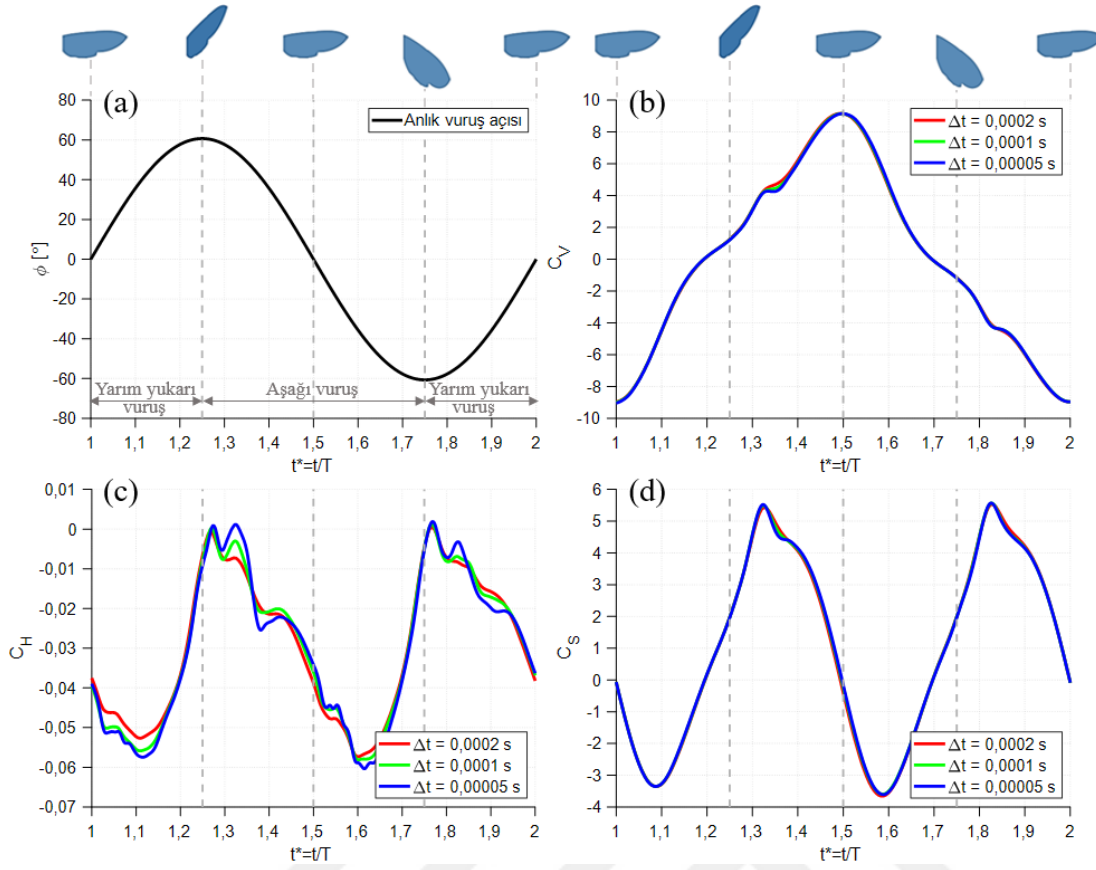 (a)
80
60
40
20
0
-20
-40
-60
-80
ϕ [°]
Anlık vuruş açısı
Yarım yukarı vuruş
Aşağı vuruş
Yarım yukarı vuruş
1 1,1 1,2 1,3 1,4 1,5 1,6 1,7 1,8 1,9 2
t*=t/T
(b)
10
8
6
4
2
0
-2
-4
-6
-8
-10
C_V
Δt = 0,0002 s
Δt = 0,0001 s
Δt = 0,00005 s
1 1,1 1,2 1,3 1,4 1,5 1,6 1,7 1,8 1,9 2
t*=t/T
(c)
0,01
0
-0,01
-0,02
-0,03
-0,04
-0,05
-0,06
-0,07
C_H
Δt = 0,0002 s
Δt = 0,0001 s
Δt = 0,00005 s
1 1,1 1,2 1,3 1,4 1,5 1,6 1,7 1,8 1,9 2
t*=t/T
(d)
6
5
4
3
2
1
0
-1
-2
-3
-4
C_S
Δt = 0,0002 s
Δt = 0,0001 s
Δt = 0,00005 s
1 1,1 1,2 1,3 1,4 1,5 1,6 1,7 1,8 1,9 2
t*=t/T